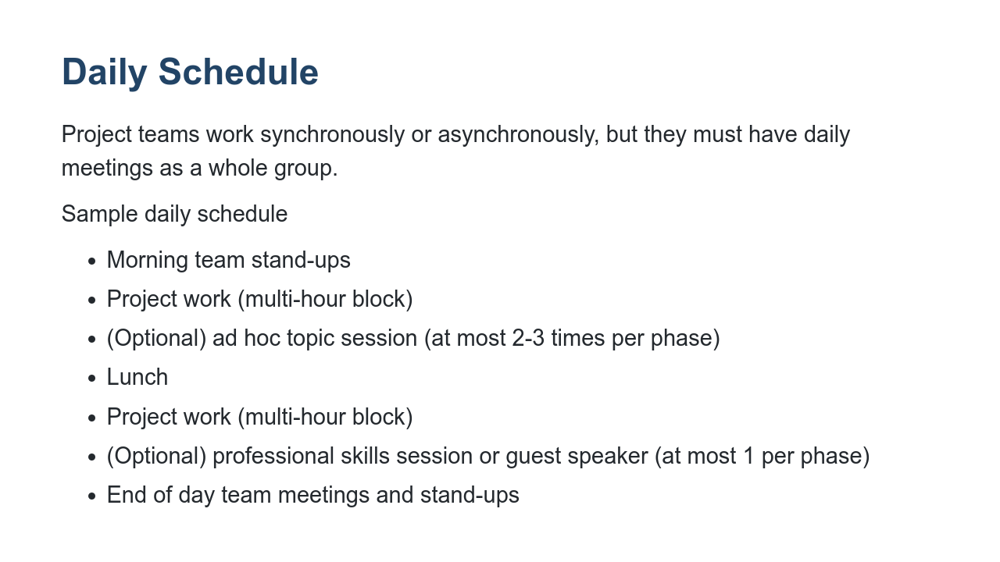 Daily Schedule
Project teams work synchronously or asynchronously, but they must have daily
meetings as a whole group.
Sample daily schedule
• Morning team stand-ups
• Project work (multi-hour block)
• (Optional) ad hoc topic session (at most 2-3 times per phase)
• Lunch
• Project work (multi-hour block)
• (Optional) professional skills session or guest speaker (at most 1 per phase)
• End of day team meetings and stand-ups